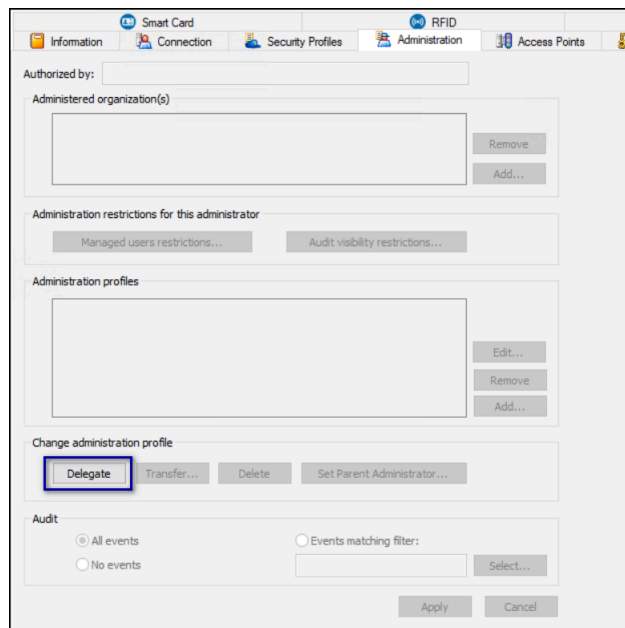 Smart Card
RFID
Information
Connection
Security Profiles
Administration
Access Points
Authorized by:
Administered organization(s)
Remove
Add...
Administration restrictions for this administrator
Managed users restrictions...
Audit visibility restrictions...
Administration profiles
Edit...
Remove
Add...
Change administration profile
Delegate
Transfer...
Delete
Set Parent Administrator...
Audit
All events
Events matching filter:
No events
Select...
Apply
Cancel